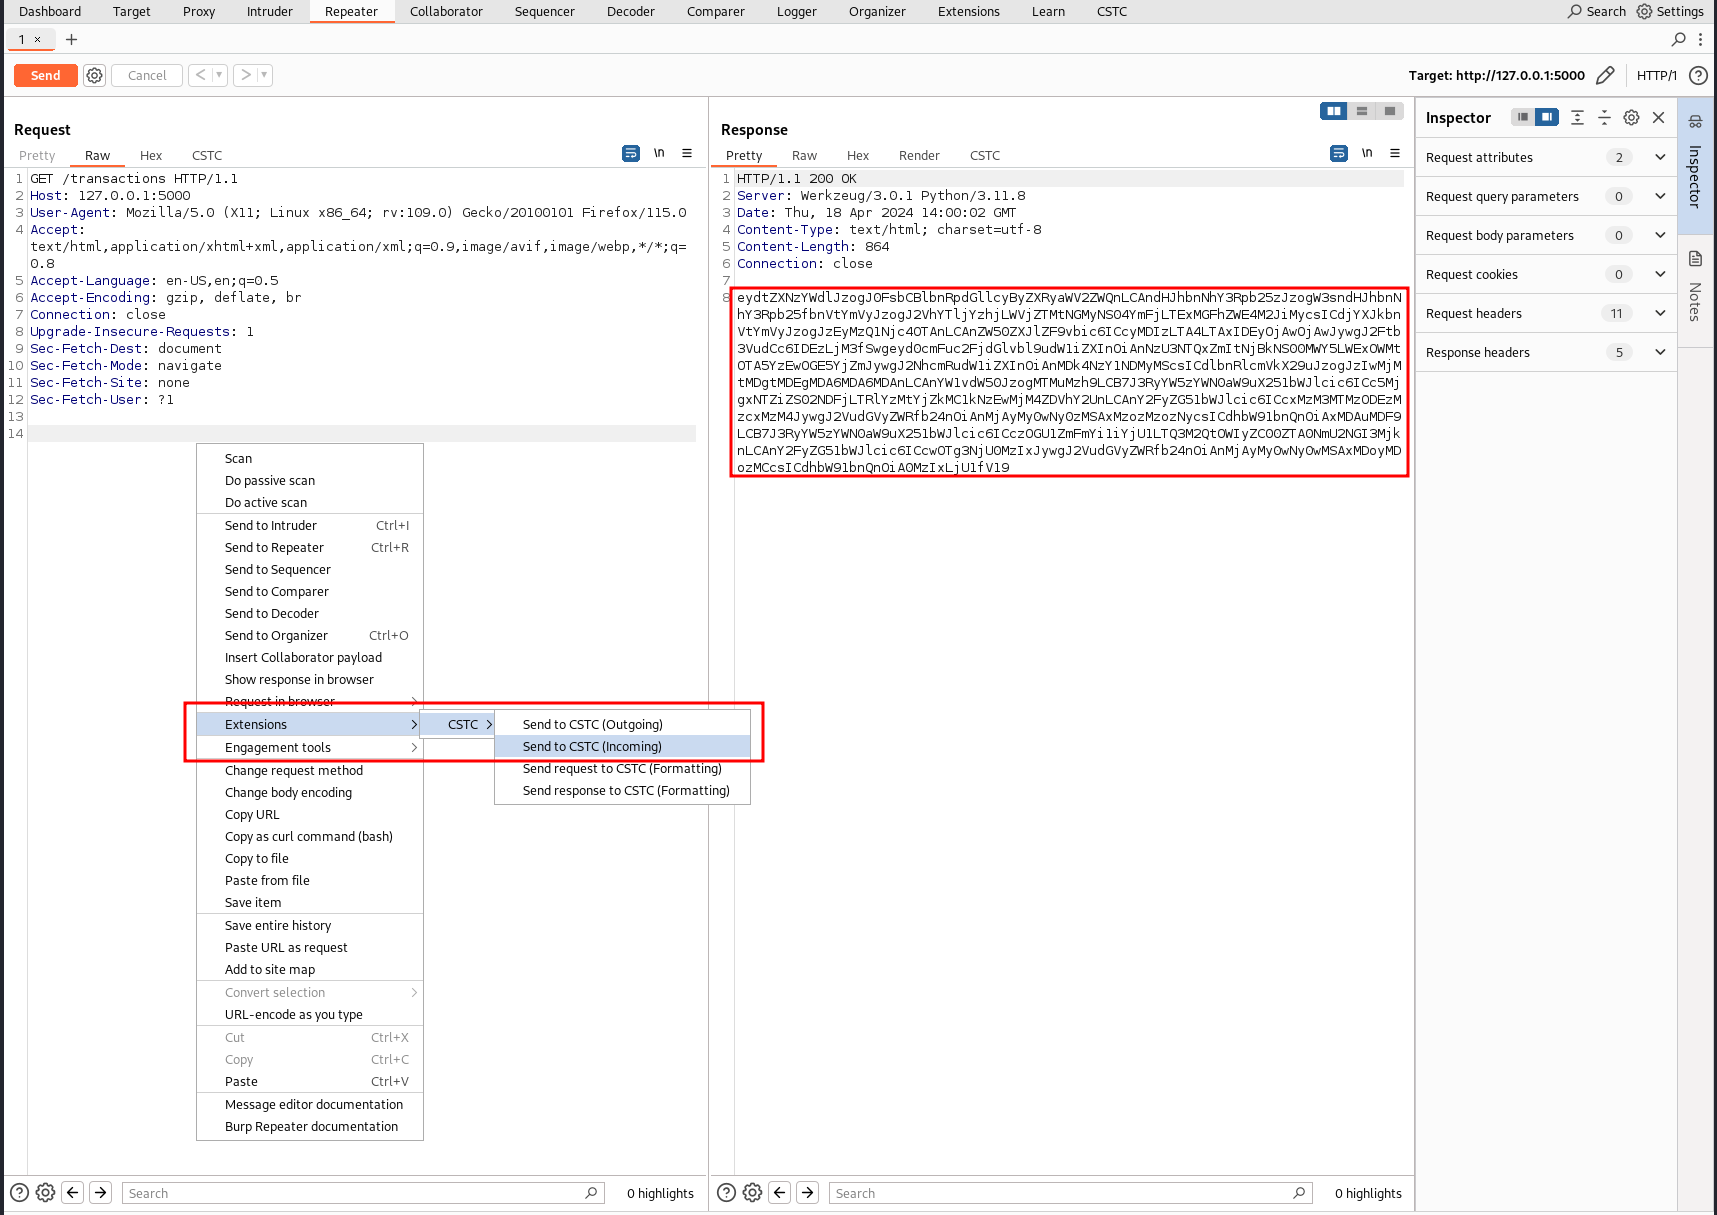 Dashboard Target Proxy Intruder Repeater Collaborator Sequencer Decoder Comparer Logger Organizer Extensions Learn CSTC Search Settings
1 × +
Send Cancel < >
Target: http://127.0.0.1:5000 HTTP/1 ?
Request
Pretty Raw Hex CSTC \n
1 GET /transactions HTTP/1.1
2 Host: 127.0.0.1:5000
3 User-Agent: Mozilla/5.0 (X11; Linux x86_64; rv:109.0) Gecko/20100101 Firefox/115.0
4 Accept:
text/html,application/xhtml+xml,application/xml;q=0.9,image/avif,image/webp,*/*;q=
0.8
5 Accept-Language: en-US,en;q=0.5
6 Accept-Encoding: gzip, deflate, br
7 Connection: close
8 Upgrade-Insecure-Requests: 1
9 Sec-Fetch-Dest: document
10 Sec-Fetch-Mode: navigate
11 Sec-Fetch-Site: none
12 Sec-Fetch-User: ?1
13
14
Scan
Do passive scan
Do active scan
Send to Intruder Ctrl+I
Send to Repeater Ctrl+R
Send to Sequencer
Send to Comparer
Send to Decoder
Send to Organizer Ctrl+O
Insert Collaborator payload
Show response in browser
Request in browser
Extensions
Engagement tools
Change request method
Change body encoding
Copy URL
Copy as curl command (bash)
Copy to file
Paste from file
Save item
Save entire history
Paste URL as request
Add to site map
Convert selection
URL-encode as you type
Cut Ctrl+X
Copy Ctrl+C
Paste Ctrl+V
Message editor documentation
Burp Repeater documentation
CSTC
Send to CSTC (Outgoing)
Send to CSTC (Incoming)
Send request to CSTC (Formatting)
Send response to CSTC (Formatting)
Search 0 highlights
Response
Pretty Raw Hex Render CSTC \n
1 HTTP/1.1 200 OK
2 Server: Werkzeug/3.0.1 Python/3.11.8
3 Date: Thu, 18 Apr 2024 14:00:02 GMT
4 Content-Type: text/html; charset=utf-8
5 Content-Length: 864
6 Connection: close
7
8
Search 0 highlights
Inspector
Request attributes 2
Request query parameters 0
Request body parameters 0
Request cookies 0
Request headers 11
Response headers 5
Inspector
Notes